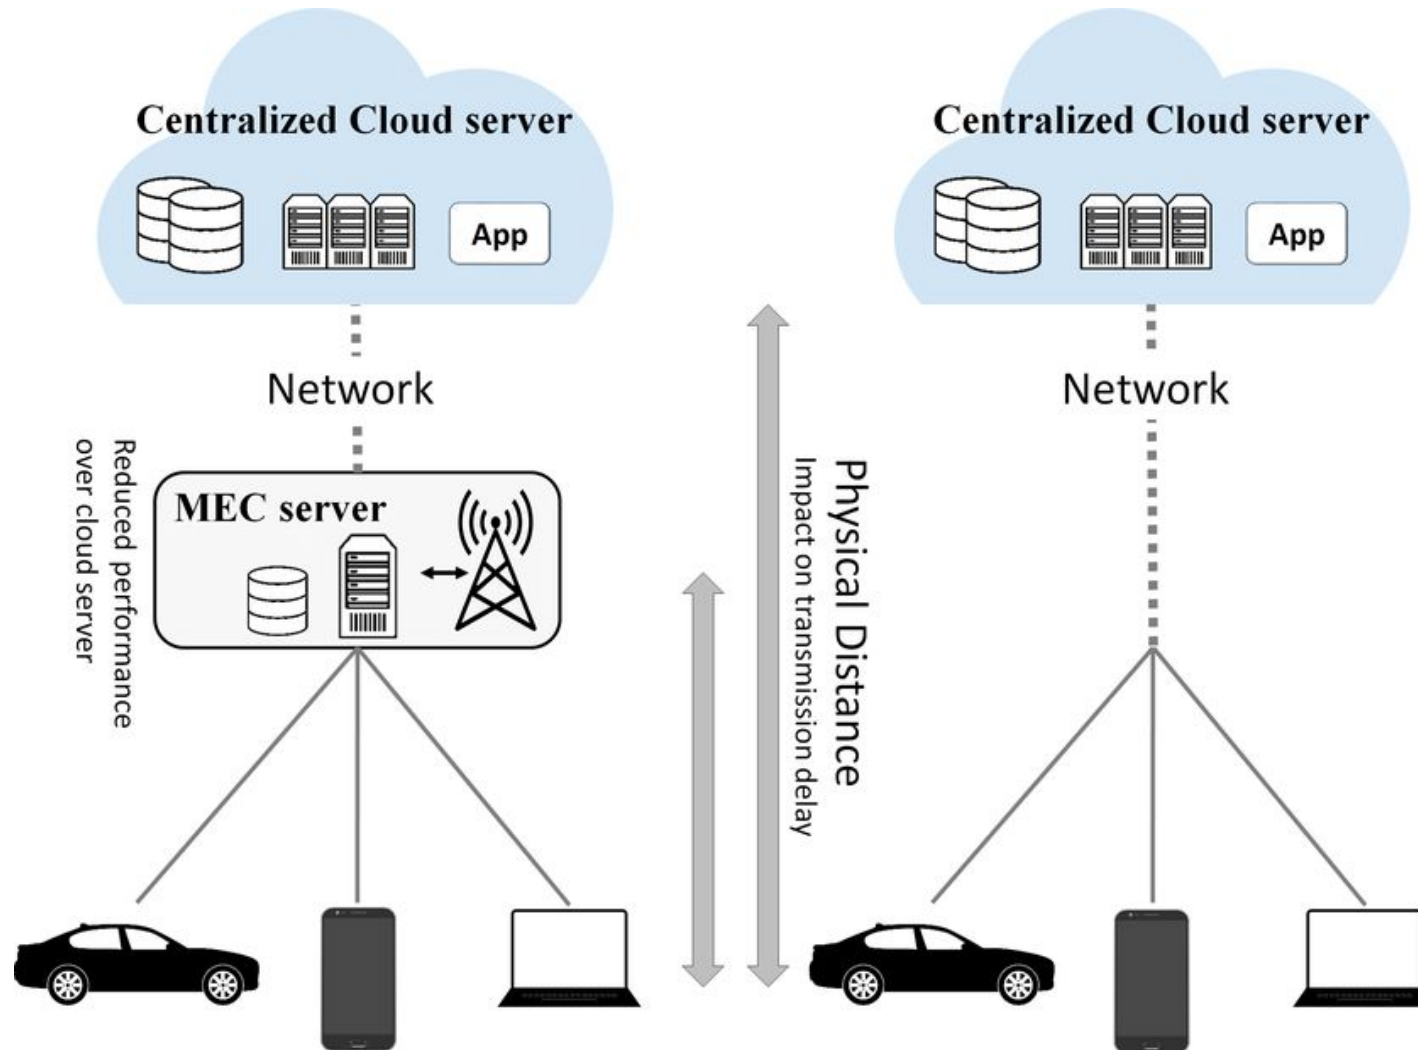 Centralized Cloud server
App
Network
Reduced performance
over cloud server
MEC server
Physical Distance
Impact on transmission delay
Centralized Cloud server
App
Network